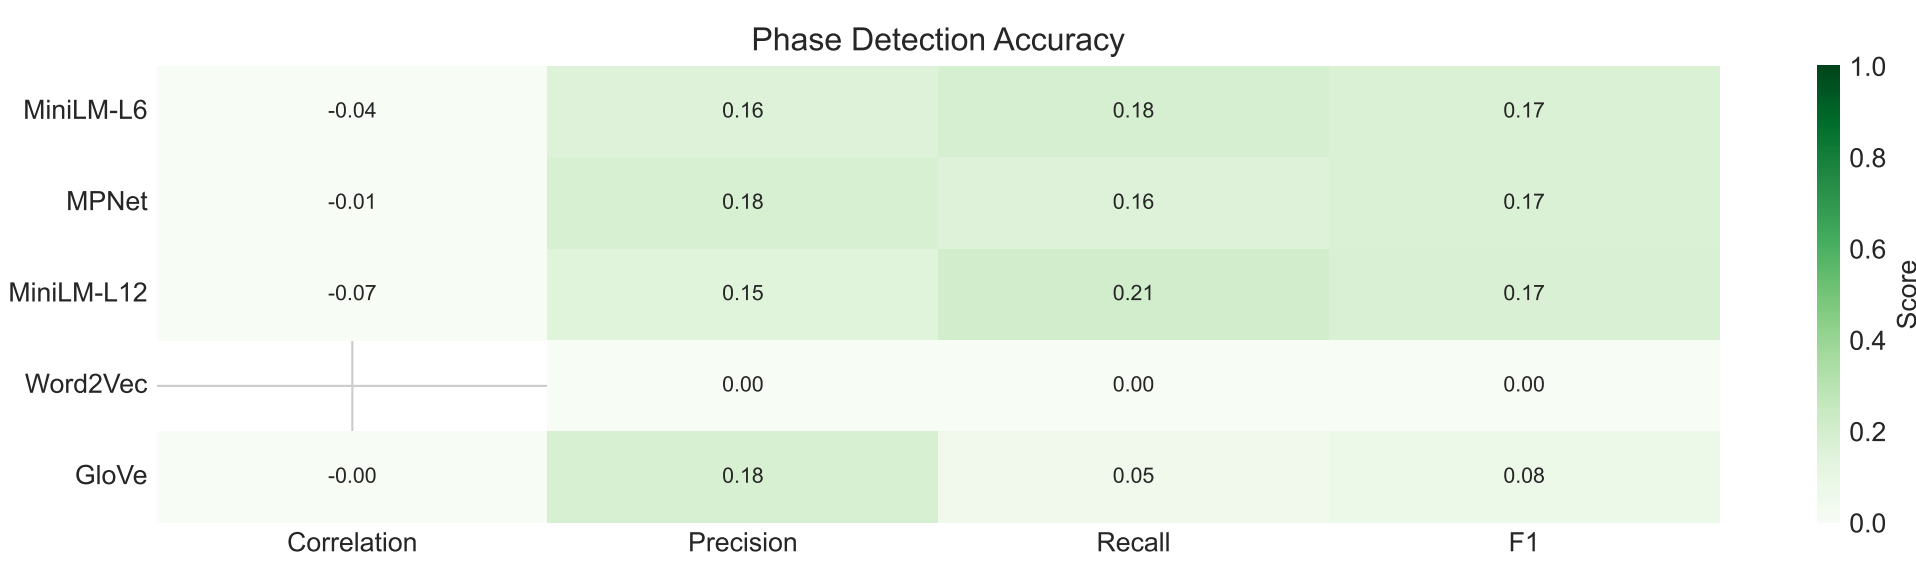 Phase Detection Accuracy
MiniLM-L6 -0.04 0.16 0.18 0.17
MPNet -0.01 0.18 0.16 0.17
MiniLM-L12 -0.07 0.15 0.21 0.17
Word2Vec 0.00 0.00 0.00
GloVe -0.00 0.18 0.05 0.08
Correlation Precision Recall F1
1.0
0.8
0.6
0.4
0.2
0.0
Score